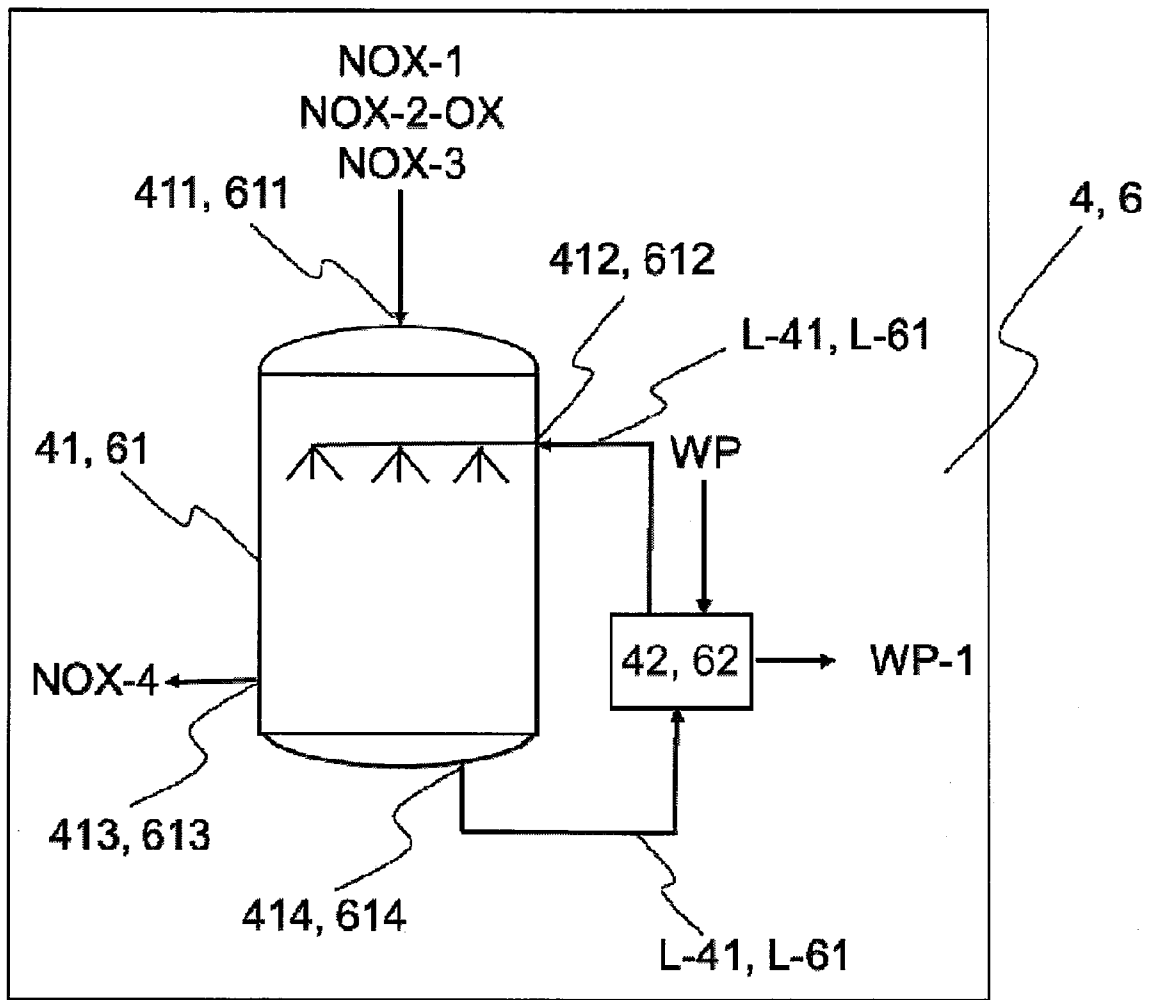 NOX-1
NOX-2-OX
NOX-3
411, 611
4, 6
412, 612
L-41, L-61
41, 61
WP
42, 62
WP-1
NOX-4
413, 613
414, 614
L-41, L-61